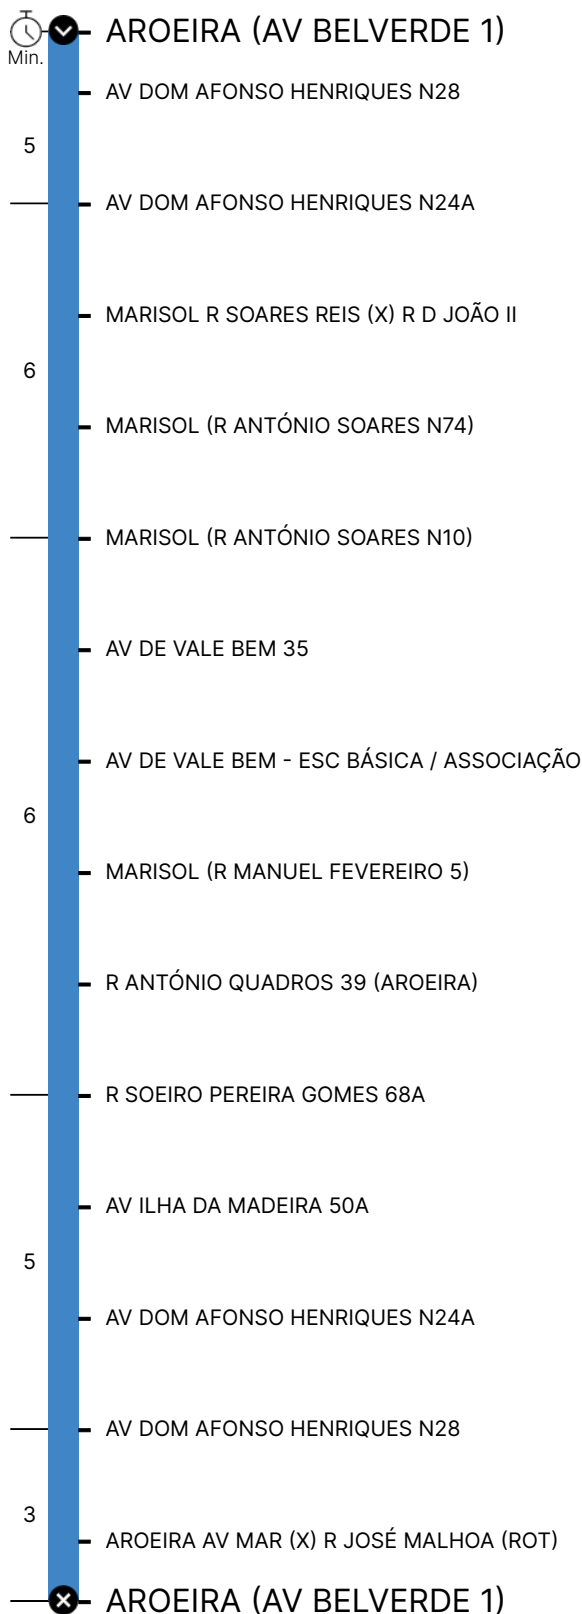 AROEIRA (AV BELVERDE 1)
Min.
AV DOM AFONSO HENRIQUES N28
5
AV DOM AFONSO HENRIQUES N24A
MARISOL R SOARES REIS (X) R D JOÃO II
6
MARISOL (R ANTÓNIO SOARES N74)
MARISOL (R ANTÓNIO SOARES N10)
AV DE VALE BEM 35
AV DE VALE BEM - ESC BÁSICA / ASSOCIAÇÃO
6
MARISOL (R MANUEL FEVEREIRO 5)
R ANTÓNIO QUADROS 39 (AROEIRA)
R SOEIRO PEREIRA GOMES 68A
AV ILHA DA MADEIRA 50A
5
AV DOM AFONSO HENRIQUES N24A
AV DOM AFONSO HENRIQUES N28
3
AROEIRA AV MAR (X) R JOSÉ MALHOA (ROT)
AROEIRA (AV BELVERDE 1)